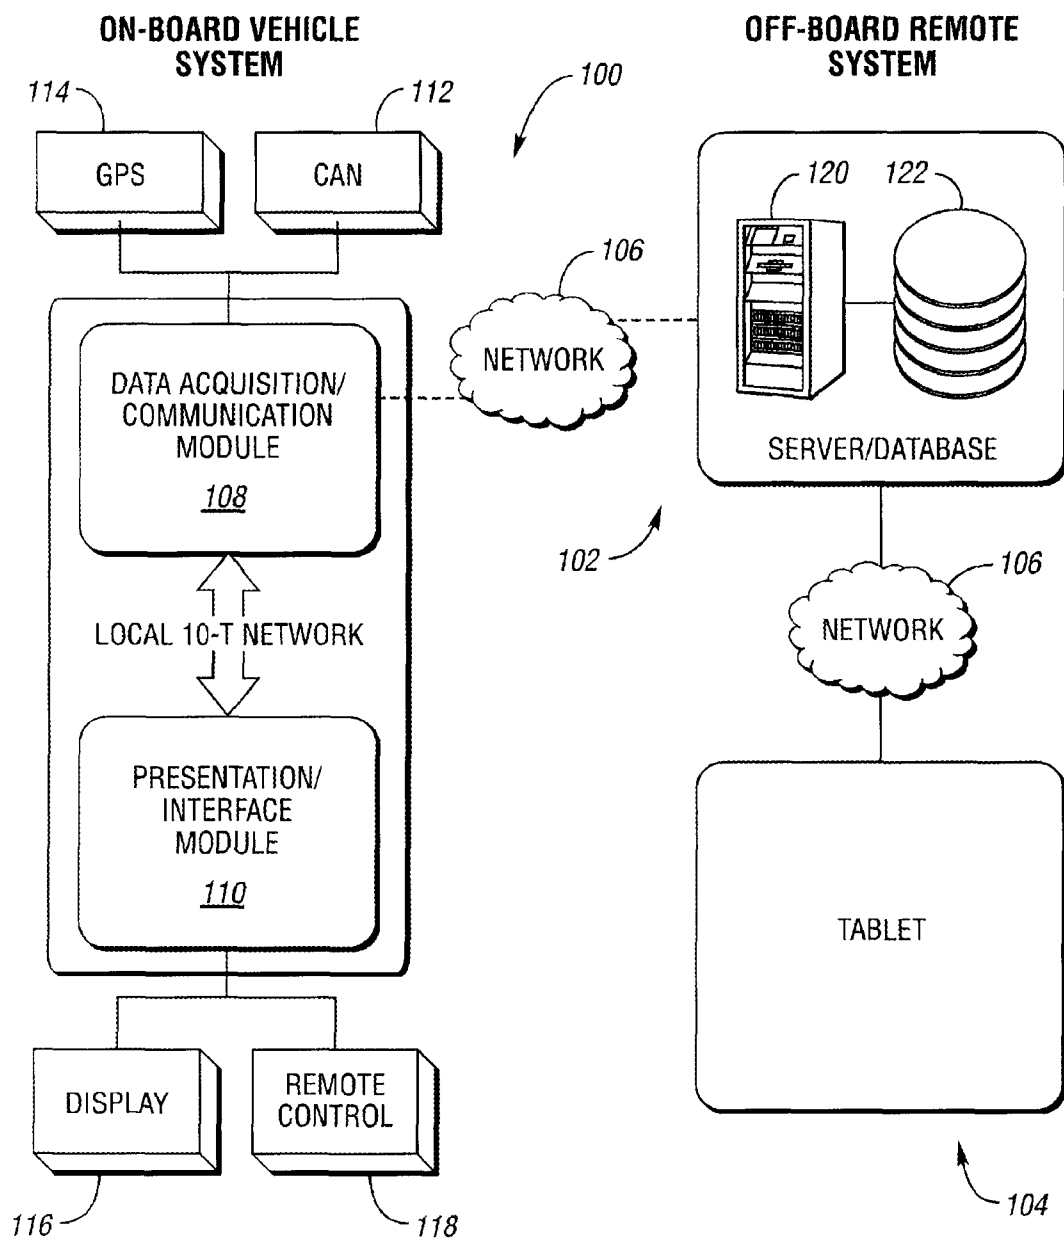 ON-BOARD VEHICLE
SYSTEM
OFF-BOARD REMOTE
SYSTEM
114
112
100
GPS
CAN
120
122
106
NETWORK
DATA ACQUISITION/
COMMUNICATION
MODULE
108
SERVER/DATABASE
102
106
LOCAL 10-T NETWORK
NETWORK
PRESENTATION/
INTERFACE
MODULE
110
TABLET
DISPLAY
REMOTE
CONTROL
116
118
104